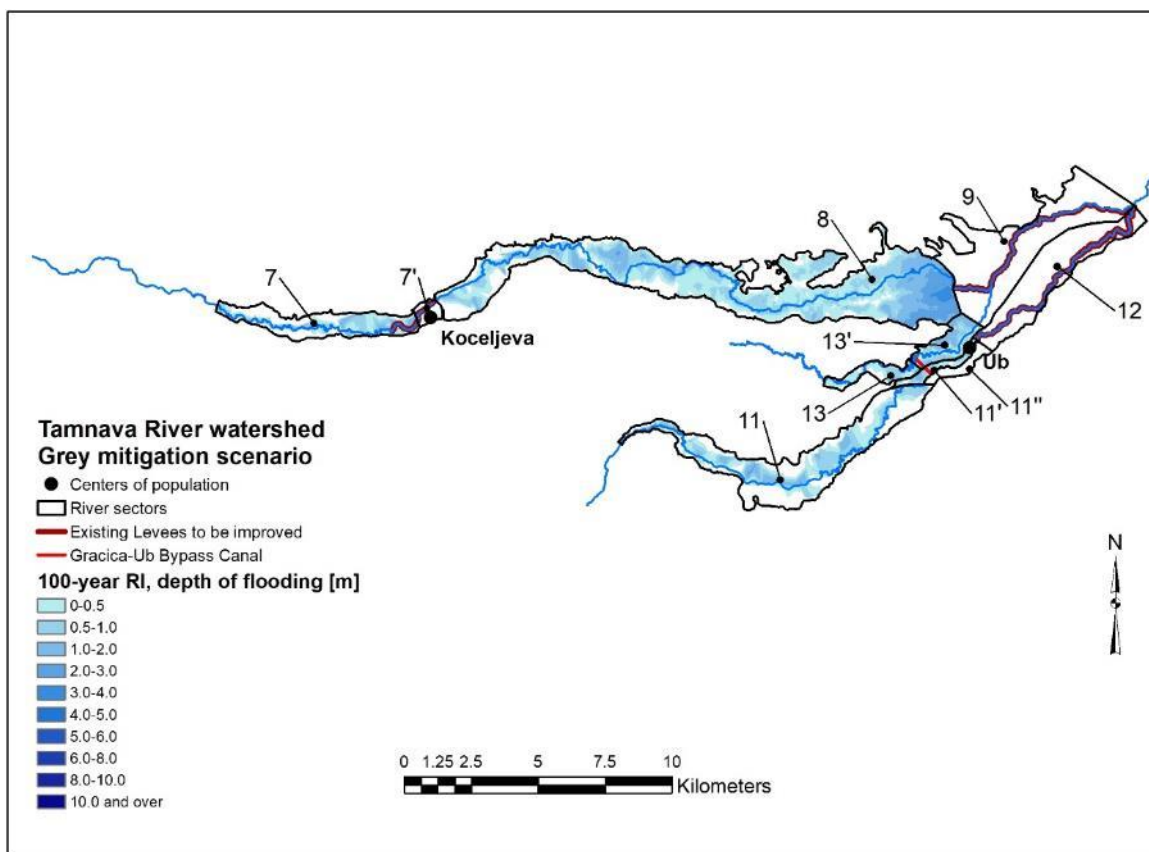 9
8
7
7'
Koceljeva
12
13'
Ub
13
11'
11''
11
Tamnava River watershed
Grey mitigation scenario
Centers of population
River sectors
Existing Levees to be improved
Gracica-Ub Bypass Canal
100-year RI, depth of flooding [m]
0-0.5
0.5-1.0
1.0-2.0
2.0-3.0
3.0-4.0
4.0-5.0
5.0-6.0
6.0-8.0
8.0-10.0
10.0 and over
N
0 1.25 2.5 5 7.5 10
Kilometers